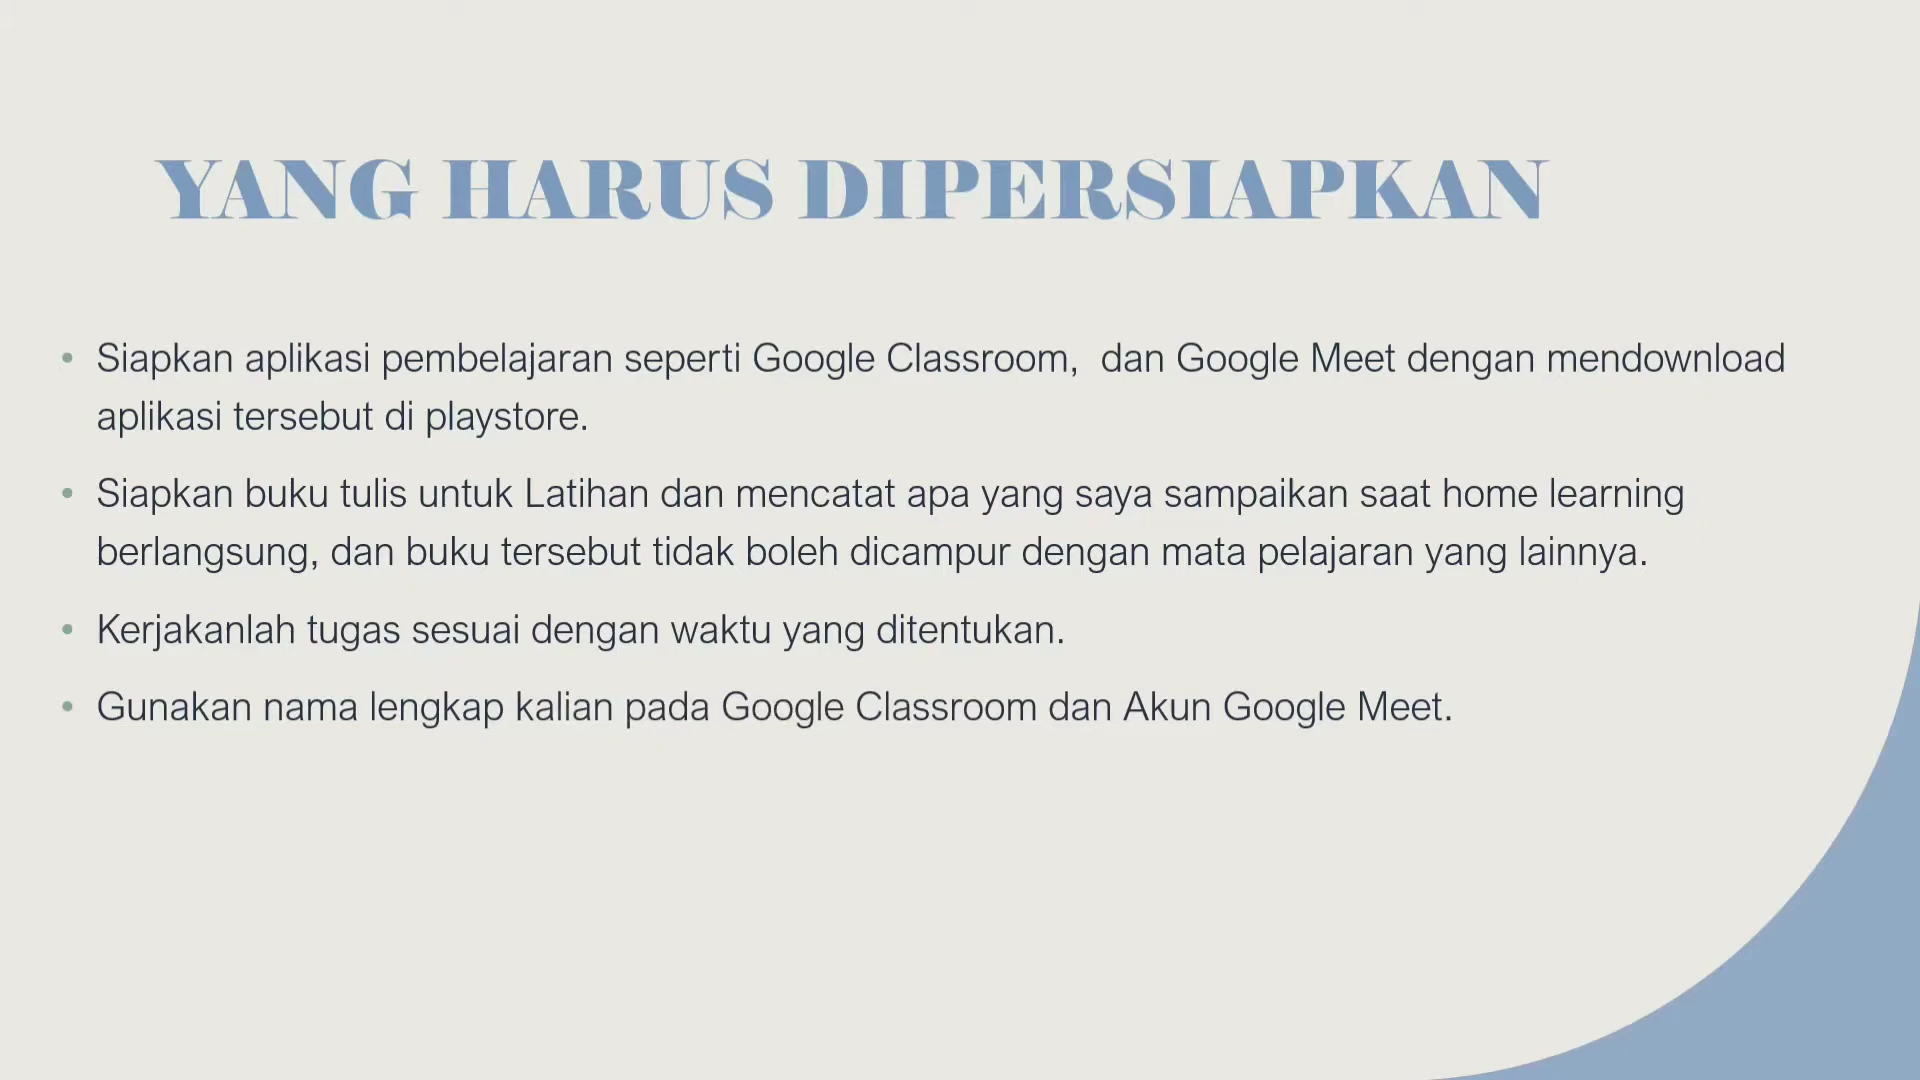 YANG HARUS DIPERSIAPKAN
• Siapkan aplikasi pembelajaran seperti Google Classroom,  dan Google Meet dengan mendownload
aplikasi tersebut di playstore.
• Siapkan buku tulis untuk Latihan dan mencatat apa yang saya sampaikan saat home learning
berlangsung, dan buku tersebut tidak boleh dicampur dengan mata pelajaran yang lainnya.
• Kerjakanlah tugas sesuai dengan waktu yang ditentukan.
• Gunakan nama lengkap kalian pada Google Classroom dan Akun Google Meet.